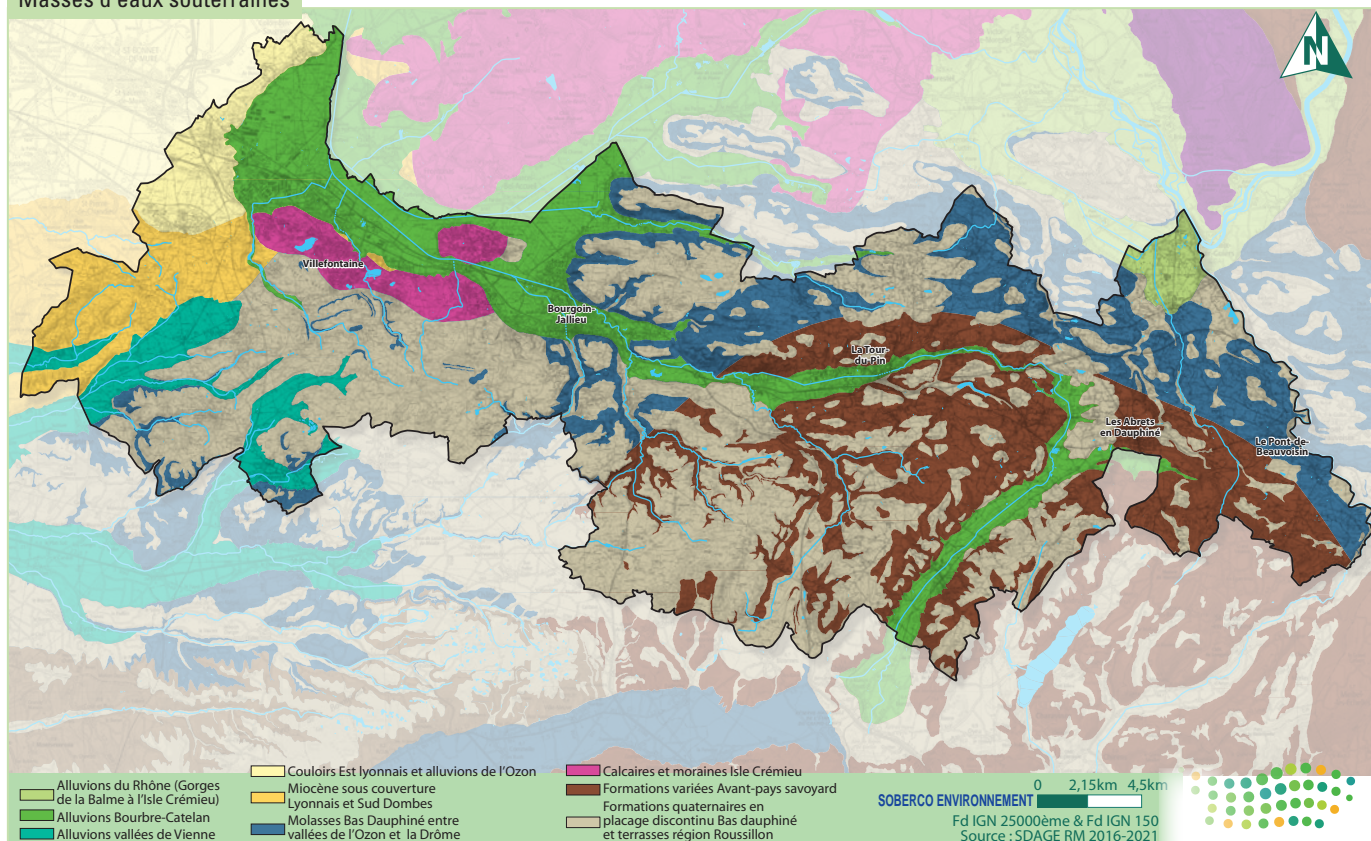 Masses d'eaux souterraines
N
Villefontaine
Bourgoin-
Jallieu
La Tour-
du-Pin
Les Abrets
en Dauphiné
Le Pont-de-
Beauvoisin
Alluvions du Rhône (Gorges
de la Balme à l'Isle Crémieu)
Alluvions Bourbre-Catelan
Alluvions vallées de Vienne
Couloirs Est lyonnais et alluvions de l'Ozon
Miocène sous couverture
Lyonnais et Sud Dombes
Molasses Bas Dauphiné entre
vallées de l'Ozon et la Drôme
Calcaires et moraines Isle Crémieu
Formations variées Avant-pays savoyard
Formations quaternaires en
placage discontinu Bas dauphiné
et terrasses région Roussillon
SOBERCO ENVIRONNEMENT
0 2,15km 4,5km
Fd IGN 25000ème & Fd IGN 150
Source : SDAGE RM 2016-2021